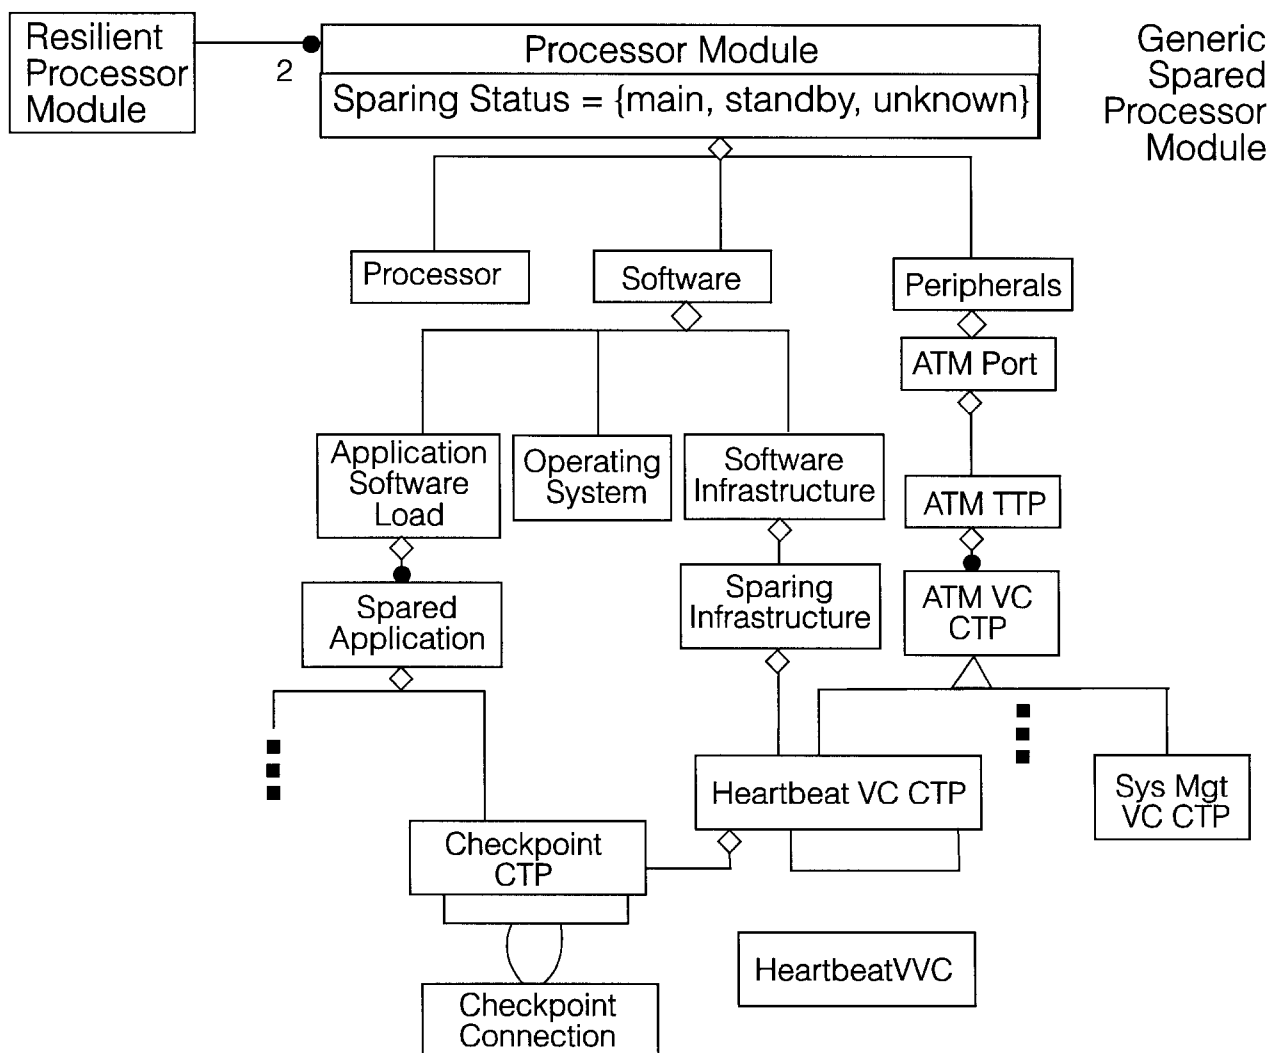 Resilient
Processor
Module
2
Processor Module
Sparing Status = {main, standby, unknown}
Generic
Spared
Processor
Module
Processor
Software
Peripherals
ATM Port
Application
Software
Load
Operating
System
Software
Infrastructure
ATM TTP
Spared
Application
Sparing
Infrastructure
ATM VC
CTP
Heartbeat VC CTP
Sys Mgt
VC CTP
Checkpoint
CTP
HeartbeatVVC
Checkpoint
Connection